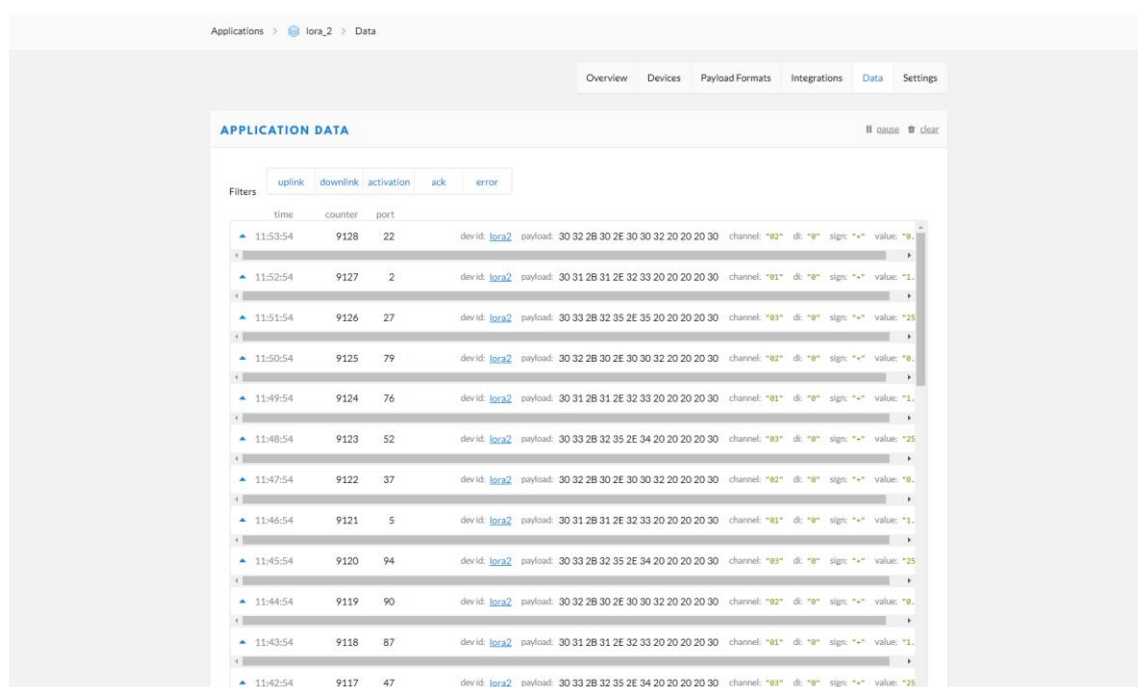 Applications > lora_2 > Data
Overview Devices Payload Formats Integrations Data Settings
APPLICATION DATA pause clear
Filters uplink downlink activation ack error
time counter port
11:53:54 9128 22 dev id: lora2 payload: 30 32 2B 30 2E 30 30 32 20 20 20 30 channel: "02" di: "0" sign: "+" value: "0.
11:52:54 9127 2 dev id: lora2 payload: 30 31 2B 31 2E 32 33 20 20 20 20 30 channel: "01" di: "0" sign: "+" value: "1.
11:51:54 9126 27 dev id: lora2 payload: 30 33 2B 32 35 2E 35 20 20 20 20 30 channel: "03" di: "0" sign: "+" value: "25
11:50:54 9125 79 dev id: lora2 payload: 30 32 2B 30 2E 30 30 32 20 20 20 30 channel: "02" di: "0" sign: "+" value: "0.
11:49:54 9124 76 dev id: lora2 payload: 30 31 2B 31 2E 32 33 20 20 20 20 30 channel: "01" di: "0" sign: "+" value: "1.
11:48:54 9123 52 dev id: lora2 payload: 30 33 2B 32 35 2E 34 20 20 20 20 30 channel: "03" di: "0" sign: "+" value: "25
11:47:54 9122 37 dev id: lora2 payload: 30 32 2B 30 2E 30 30 32 20 20 20 30 channel: "02" di: "0" sign: "+" value: "0.
11:46:54 9121 5 dev id: lora2 payload: 30 31 2B 31 2E 32 33 20 20 20 20 30 channel: "01" di: "0" sign: "+" value: "1.
11:45:54 9120 94 dev id: lora2 payload: 30 33 2B 32 35 2E 34 20 20 20 20 30 channel: "03" di: "0" sign: "+" value: "25
11:44:54 9119 90 dev id: lora2 payload: 30 32 2B 30 2E 30 30 32 20 20 20 30 channel: "02" di: "0" sign: "+" value: "0.
11:43:54 9118 87 dev id: lora2 payload: 30 31 2B 31 2E 32 33 20 20 20 20 30 channel: "01" di: "0" sign: "+" value: "1.
11:42:54 9117 47 dev id: lora2 payload: 30 33 2B 32 35 2E 34 20 20 20 20 30 channel: "03" di: "0" sign: "+" value: "25